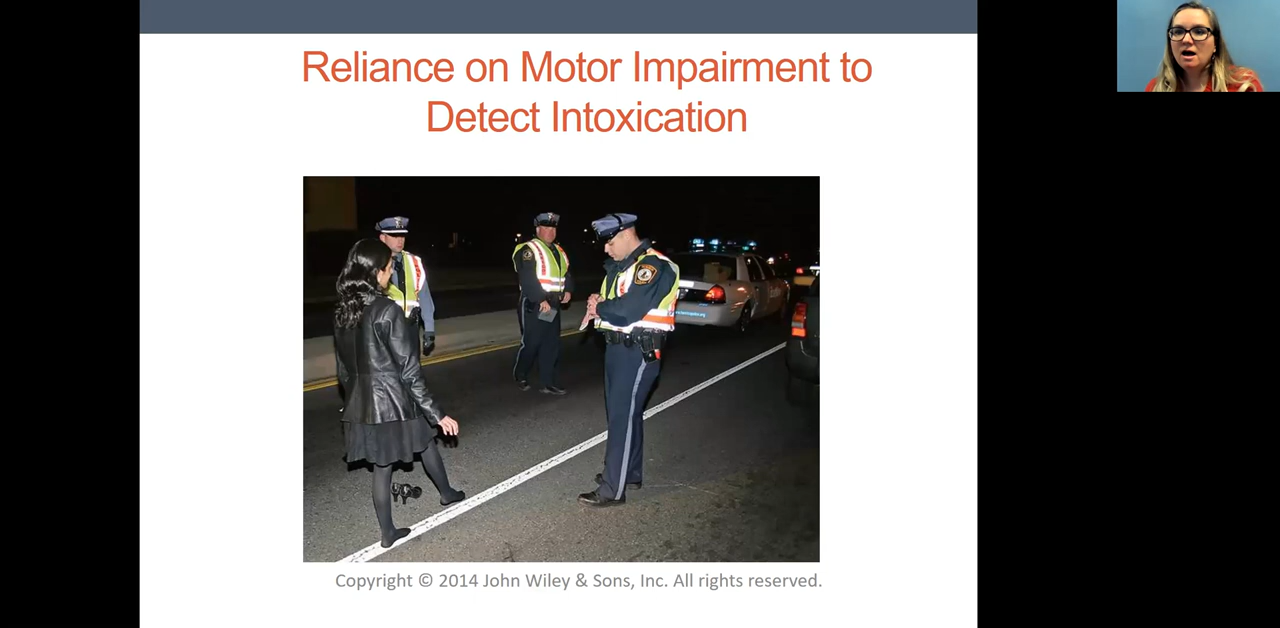 Reliance on Motor Impairment to
Detect Intoxication
Copyright © 2014 John Wiley & Sons, Inc. All rights reserved.